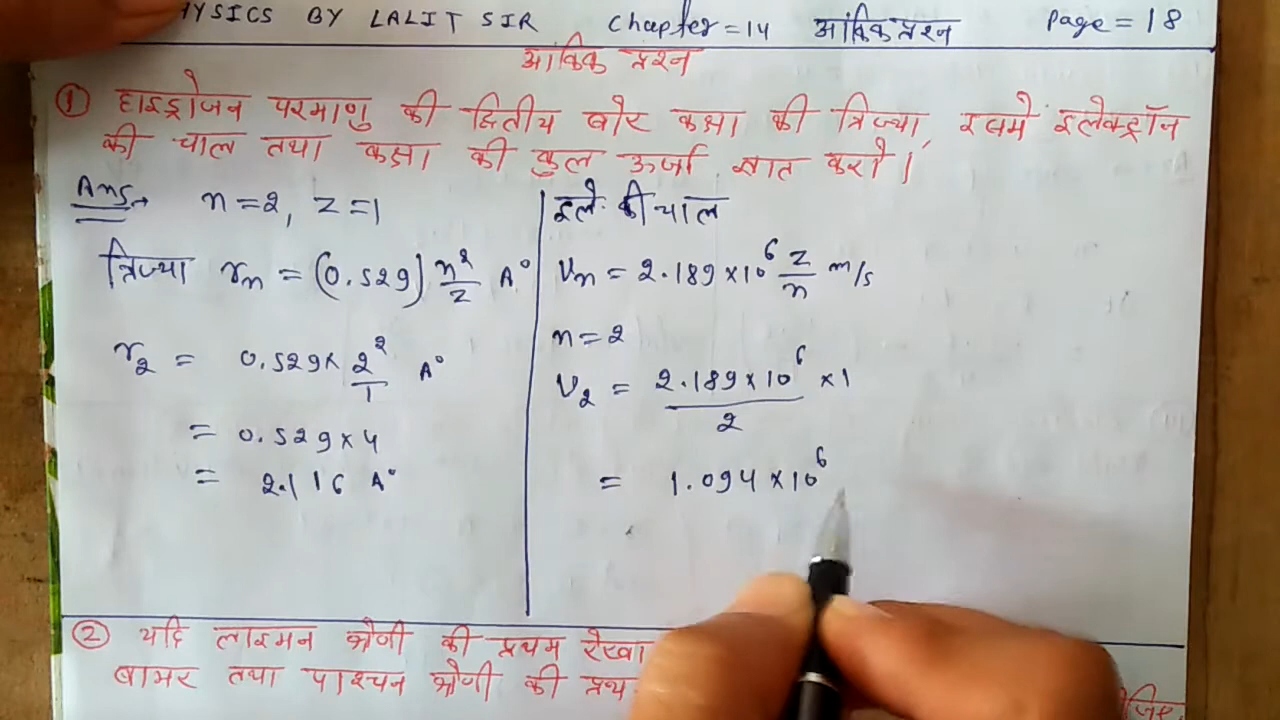 PHYSICS BY LALIT SIR Chapter = 14 आंकिक प्रश्न Page = 18
आंकिक प्रश्न
① हाइड्रोजन परमाणु की द्वितीय बोर कक्षा की त्रिज्या, इसमे इलेक्ट्रॉन
की चाल तथा कक्षा की कुल ऊर्जा ज्ञात करो।
Ans→ n=2, z=1
त्रिज्या rn = (0.529) n²/z A°
r₂ = 0.529× 2²/1 A°
= 0.529×4
= 2.116 A°
इले. की चाल
Vn = 2.189×10⁶ z/n m/s
n=2
V₂ = 2.189×10⁶/2 ×1
= 1.094×10⁶
② यदि लाइमन श्रेणी की प्रथम रेखा
बामर तथा पाश्चन श्रेणी की